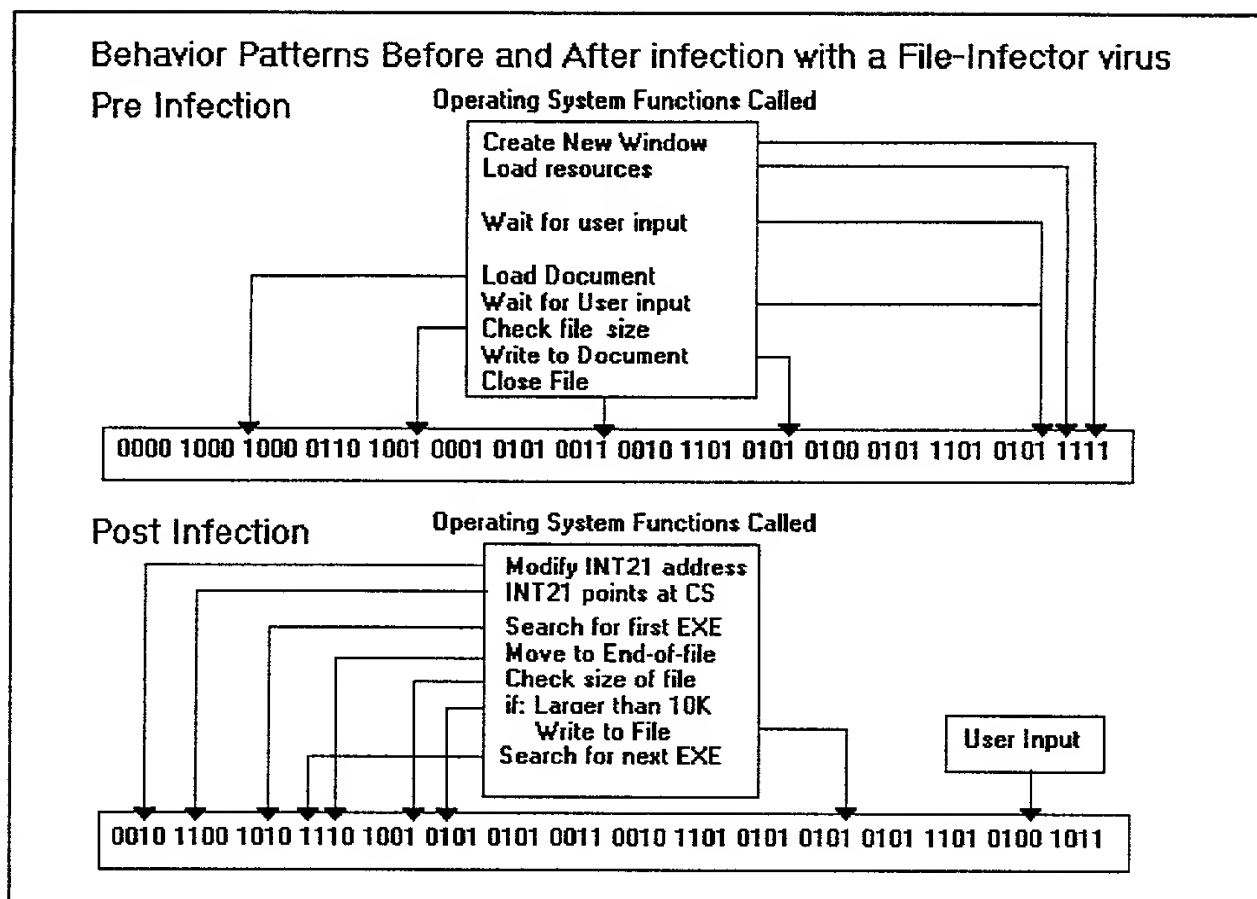 Behavior Patterns Before and After infection with a File-Infector virus
Pre Infection
Operating System Functions Called
Create New Window
Load resources
Wait for user input
Load Document
Wait for User input
Check file size
Write to Document
Close File
0000 1000 1000 0110 1001 0001 0101 0011 0010 1101 0101 0100 0101 1101 0101 1111
Post Infection
Operating System Functions Called
Modify INT21 address
INT21 points at CS
Search for first EXE
Move to End-of-file
Check size of file
if: Larger than 10K
Write to File
Search for next EXE
User Input
0010 1100 1010 1110 1001 0101 0101 0011 0010 1101 0101 0101 0101 1101 0100 1011